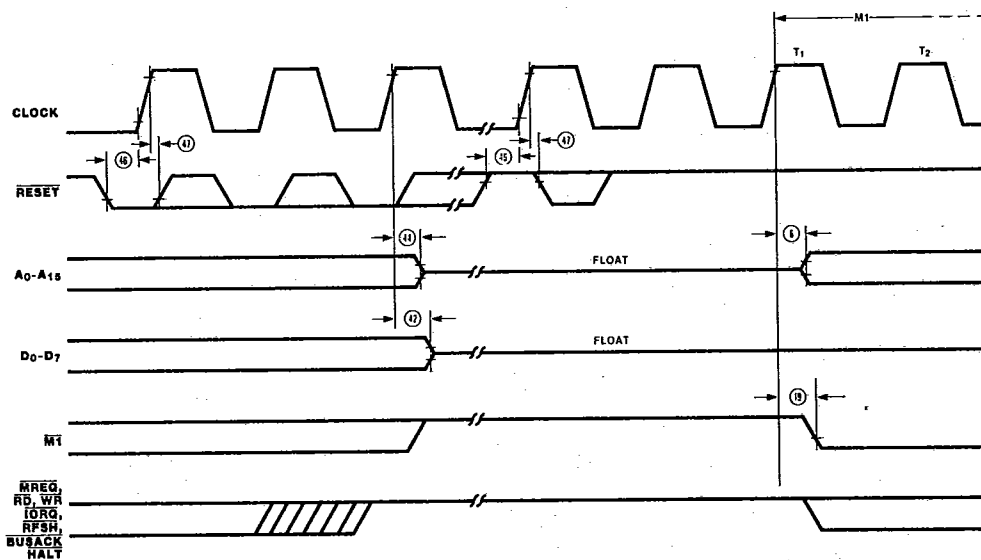 M1
T1
T2
CLOCK
46
47
45
47
RESET
44
6
A0-A15
FLOAT
42
D0-D7
FLOAT
19
M1
MREQ,
RD, WR
IORQ,
RFSH,
BUSACK
HALT